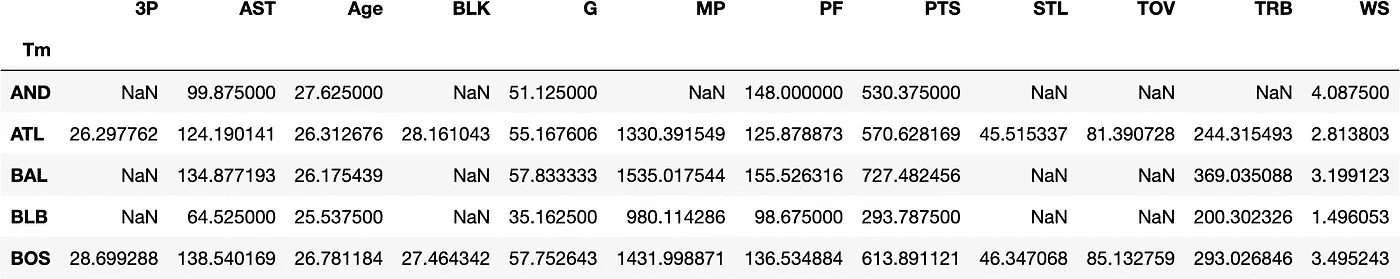 3P AST Age BLK G MP PF PTS STL TOV TRB WS
Tm
AND NaN 99.875000 27.625000 NaN 51.125000 NaN 148.000000 530.375000 NaN NaN NaN 4.087500
ATL 26.297762 124.190141 26.312676 28.161043 55.167606 1330.391549 125.878873 570.628169 45.515337 81.390728 244.315493 2.813803
BAL NaN 134.877193 26.175439 NaN 57.833333 1535.017544 155.526316 727.482456 NaN NaN 369.035088 3.199123
BLB NaN 64.525000 25.537500 NaN 35.162500 980.114286 98.675000 293.787500 NaN NaN 200.302326 1.496053
BOS 28.699288 138.540169 26.781184 27.464342 57.752643 1431.998871 136.534884 613.891121 46.347068 85.132759 293.026846 3.495243